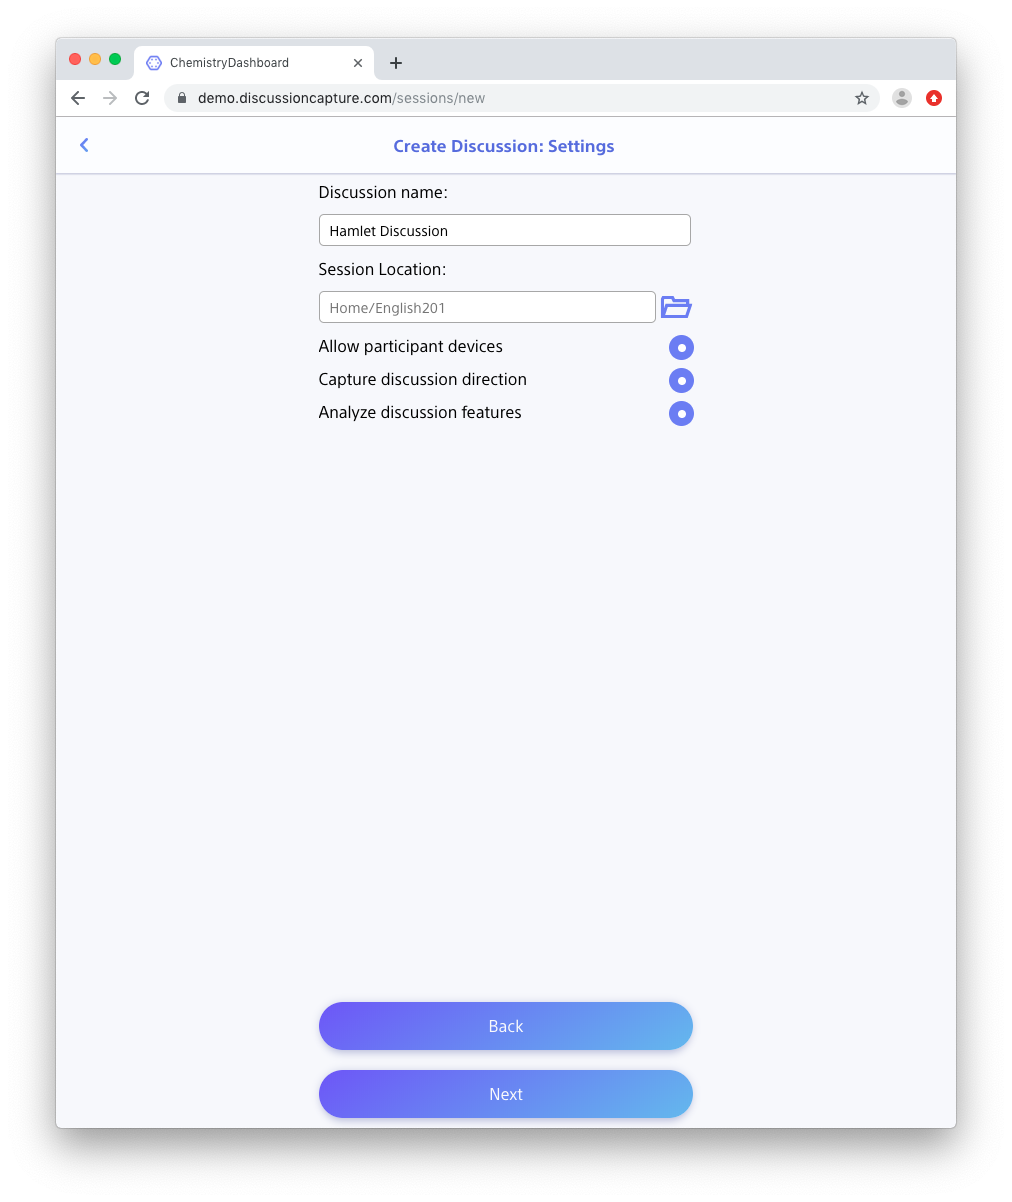 ChemistryDashboard
demo.discussioncapture.com/sessions/new
Create Discussion: Settings
Discussion name:
Hamlet Discussion
Session Location:
Home/English201
Allow participant devices
Capture discussion direction
Analyze discussion features
Back
Next